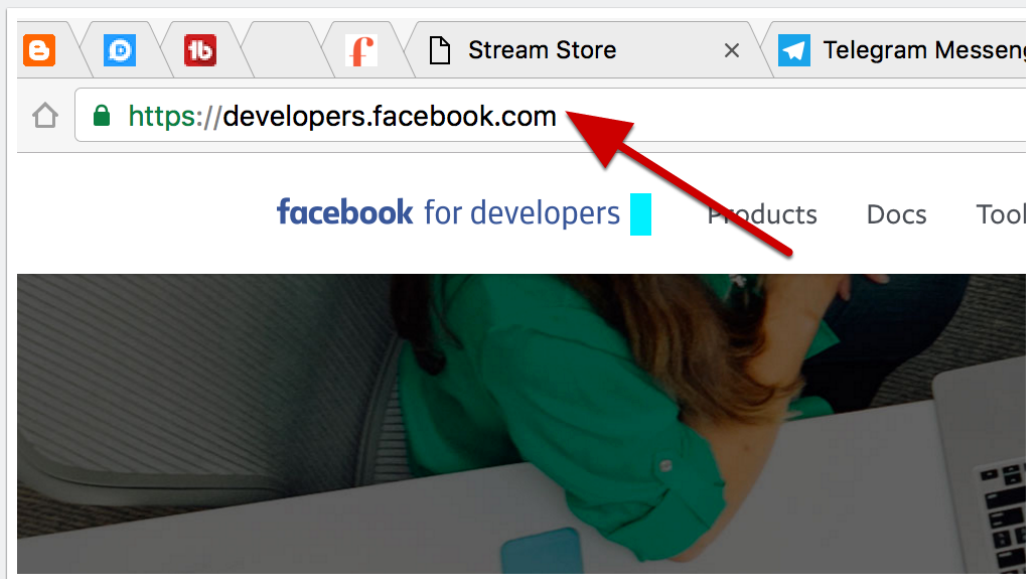 Stream Store
Telegram Messeng
https://developers.facebook.com
facebook for developers
Products Docs Tool